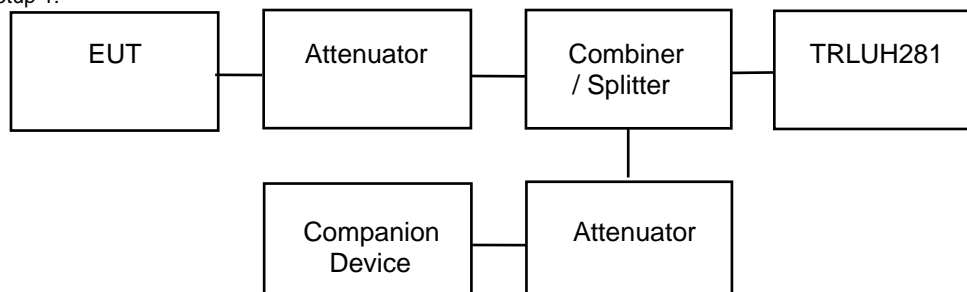 EUT
Attenuator
Combiner
/ Splitter
TRLUH281
Companion
Device
Attenuator